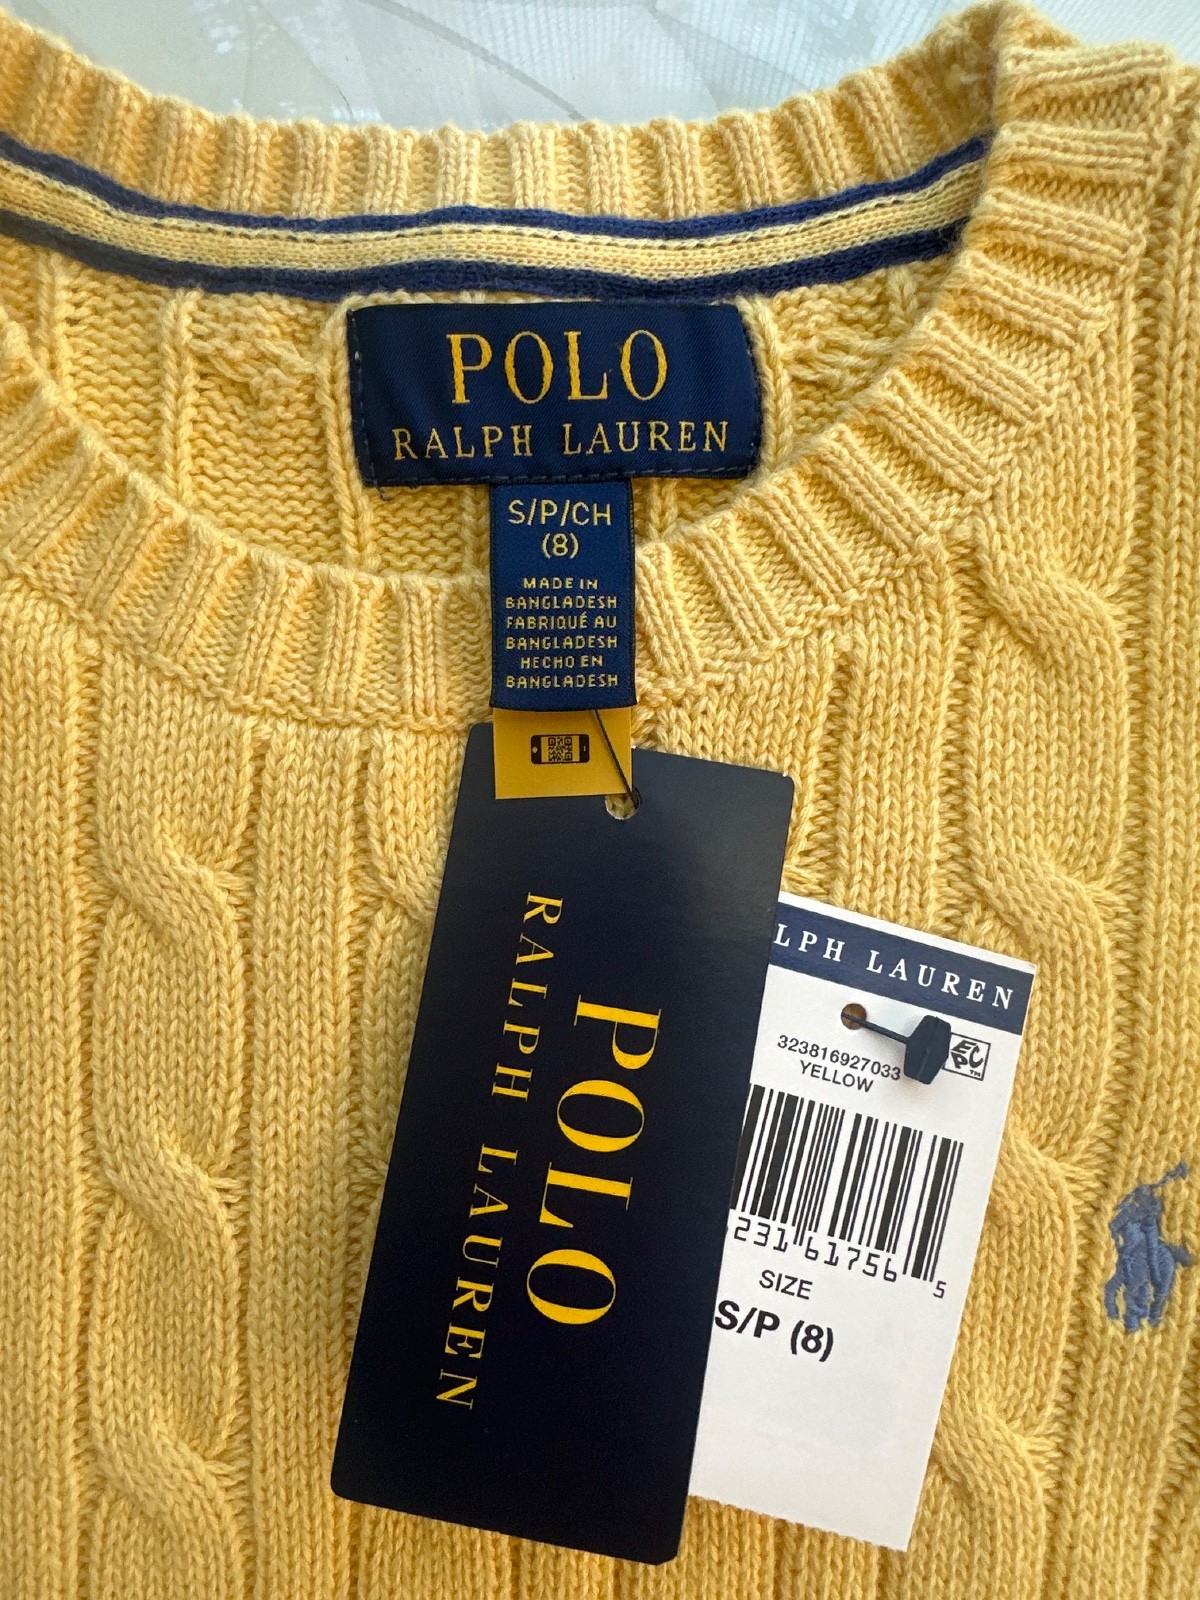 POLO
RALPH LAUREN
S/P/CH
(8)
MADE IN
BANGLADESH
FABRIQUÉ AU
BANGLADESH
HECHO EN
BANGLADESH
POLO
RALPH LAUREN
LPH LAUREN
323816927033
YELLOW
231 61756 5
SIZE
S/P (8)